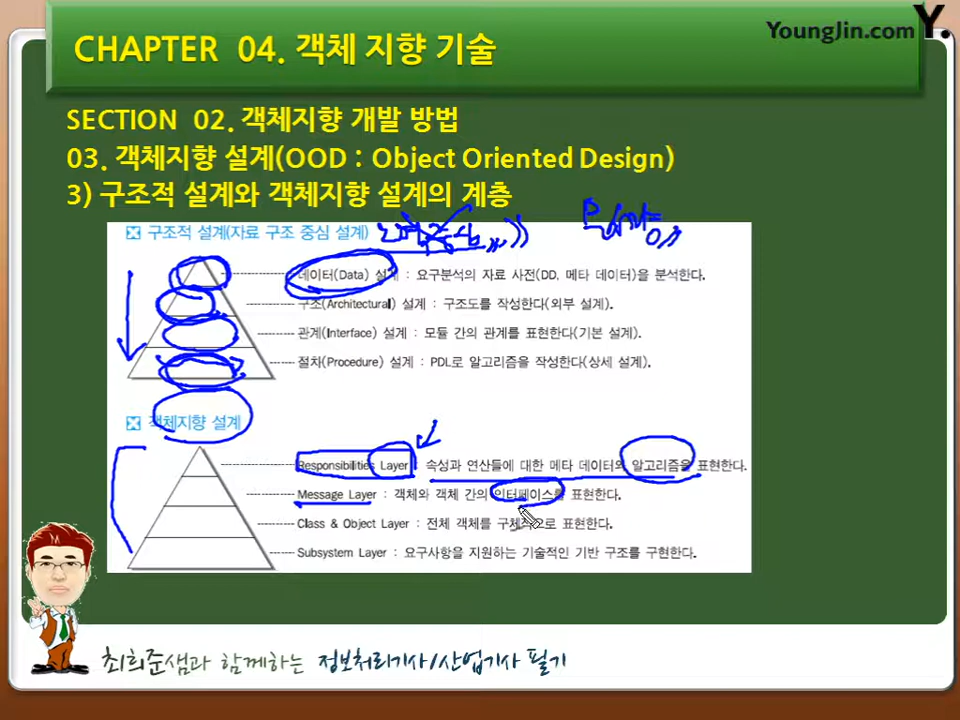 YoungJin.com Y.
CHAPTER 04. 객체 지향 기술
SECTION 02. 객체지향 개발 방법
03. 객체지향 설계(OOD : Object Oriented Design)
3) 구조적 설계와 객체지향 설계의 계층
구조적 설계(자료 구조 중심 설계)
데이터(Data) 설계 : 요구분석의 자료 사전(DD, 메타 데이터)을 분석한다.
구조(Architectural) 설계 : 구조도를 작성한다(외부 설계).
관계(Interface) 설계 : 모듈 간의 관계를 표현한다(기본 설계).
절차(Procedure) 설계 : PDL로 알고리즘을 작성한다(상세 설계).
객체지향 설계
Responsibilities Layer : 속성과 연산들에 대한 메타 데이터와 알고리즘을 표현한다.
Message Layer : 객체와 객체 간의 인터페이스를 표현한다.
Class & Object Layer : 전체 객체를 구체적으로 표현한다.
Subsystem Layer : 요구사항을 지원하는 기술적인 기반 구조를 구현한다.
최희준샘과 함께하는 정보처리기사/산업기사 필기